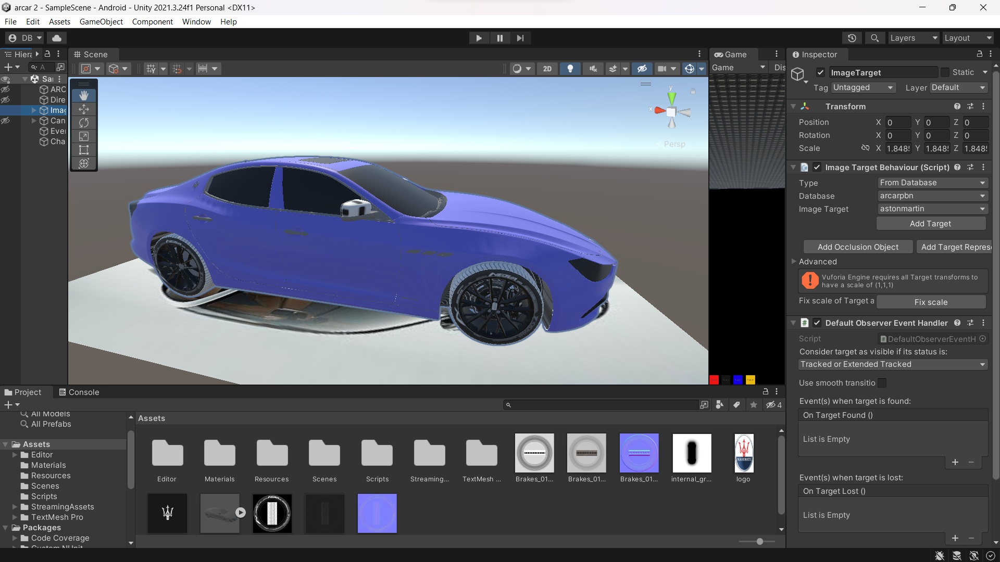 arcar 2 - SampleScene - Android - Unity 2021.3.24f1 Personal <DX11>
File Edit Assets GameObject Component Window Help
DB Layers Layout
Hiera Scene Game Inspector
A 2D Game Dis ImageTarget Static
Sai
Tag Untagged Layer Default
ARC
Dire
Imag
Can
Eve
Cha
y
x
Persp
Transform
Position X 0 Y 0 Z 0
Rotation X 0 Y 0 Z 0
Scale X 1.848 Y 1.848 Z 1.848
Image Target Behaviour (Script)
Type From Database
Database arcarpbn
Image Target astonmartin
Add Target
Add Occlusion Object Add Target Represe
Advanced
Vuforia Engine requires all Target transforms to
have a scale of (1,1,1)
Fix scale of Target a Fix scale
Default Observer Event Handler
Script DefaultObserverEventH
Consider target as visible if its status is:
Tracked or Extended Tracked
Use smooth transitio
Event(s) when target is found:
On Target Found ()
List is Empty
Event(s) when target is lost:
On Target Lost ()
List is Empty
Project Console
4
All Models
All Prefabs
Assets
Editor
Materials
Resources
Scenes
Scripts
StreamingAssets
TextMesh Pro
Packages
Code Coverage
Custom NUnit
Assets
Editor Materials Resources Scenes Scripts Streaming... TextMesh ... Brakes_01... Brakes_01... Brakes_01... internal_gr... logo
MASERATI